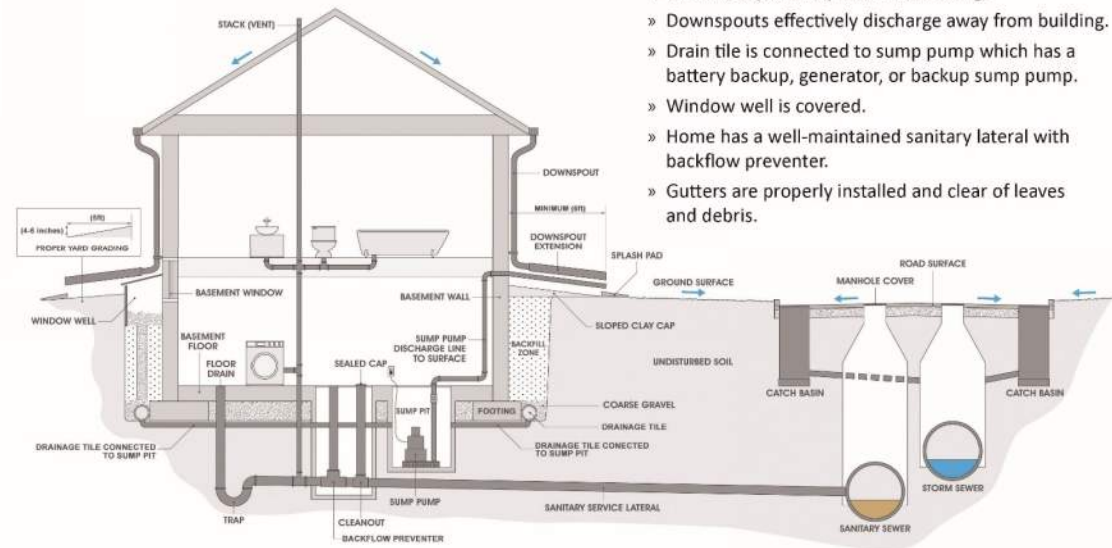 » Downspouts effectively discharge away from building.
» Drain tile is connected to sump pump which has a
battery backup, generator, or backup sump pump.
» Window well is covered.
» Home has a well-maintained sanitary lateral with
backflow preventer.
» Gutters are properly installed and clear of leaves
and debris.
STACK (VENT)
DOWNSPOUT
MINIMUM (6ft)
DOWNSPOUT
EXTENSION
SPLASH PAD
(6ft)
(4-6 inches)
PROPER YARD GRADING
GROUND SURFACE
ROAD SURFACE
MANHOLE COVER
WINDOW WELL
BASEMENT WINDOW
BASEMENT WALL
SLOPED CLAY CAP
BASEMENT
FLOOR
FLOOR
DRAIN
SEALED CAP
SUMP PUMP
DISCHARGE LINE
TO SURFACE
BACKFILL
ZONE
UNDISTURBED SOIL
CATCH BASIN
CATCH BASIN
SUMP PIT
FOOTING
COARSE GRAVEL
DRAINAGE TILE
DRAINAGE TILE CONNECTED
TO SUMP PIT
DRAINAGE TILE CONECTED
TO SUMP PIT
SUMP PUMP
TRAP
CLEANOUT
BACKFLOW PREVENTER
SANITARY SERVICE LATERAL
STORM SEWER
SANITARY SEWER